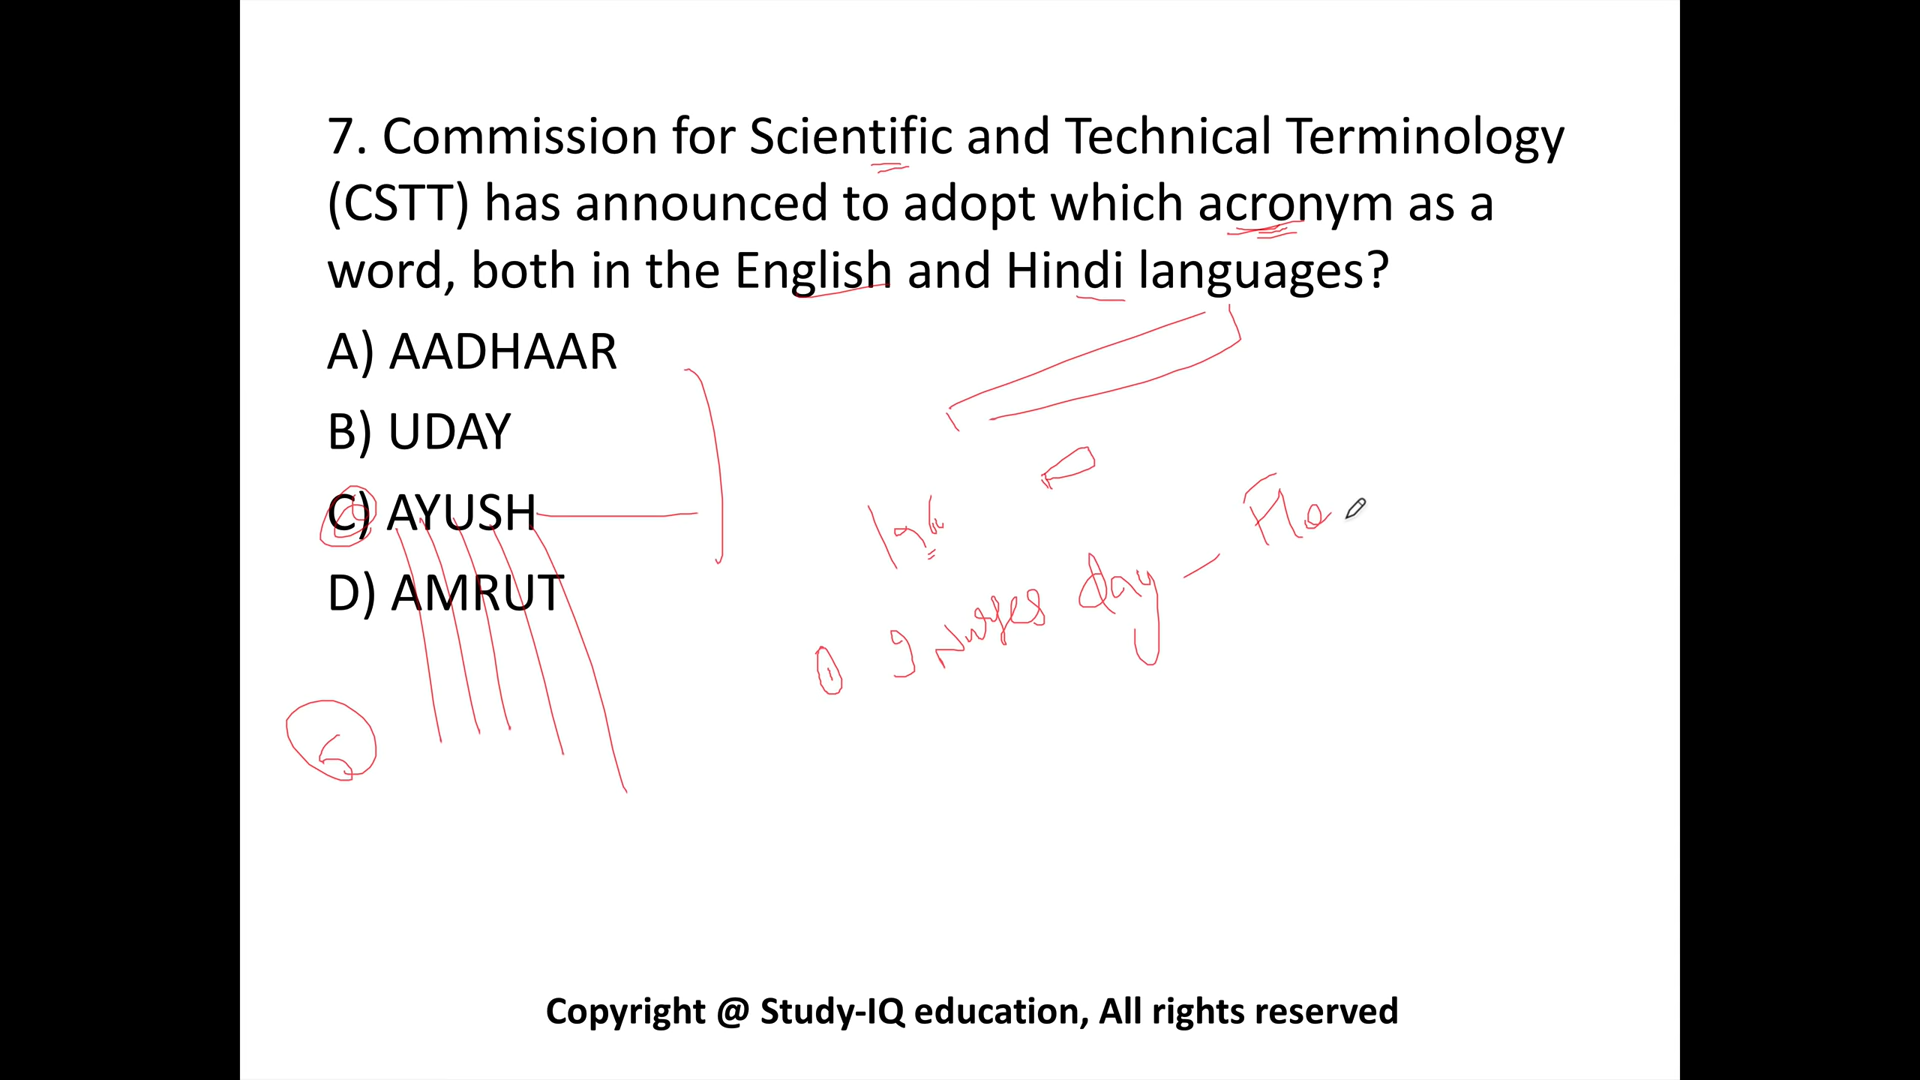 7. Commission for Scientific and Technical Terminology
(CSTT) has announced to adopt which acronym as a
word, both in the English and Hindi languages?
A) AADHAAR
B) UDAY
C) AYUSH
D) AMRUT
Nurses day - Flo
Copyright @ Study-IQ education, All rights reserved